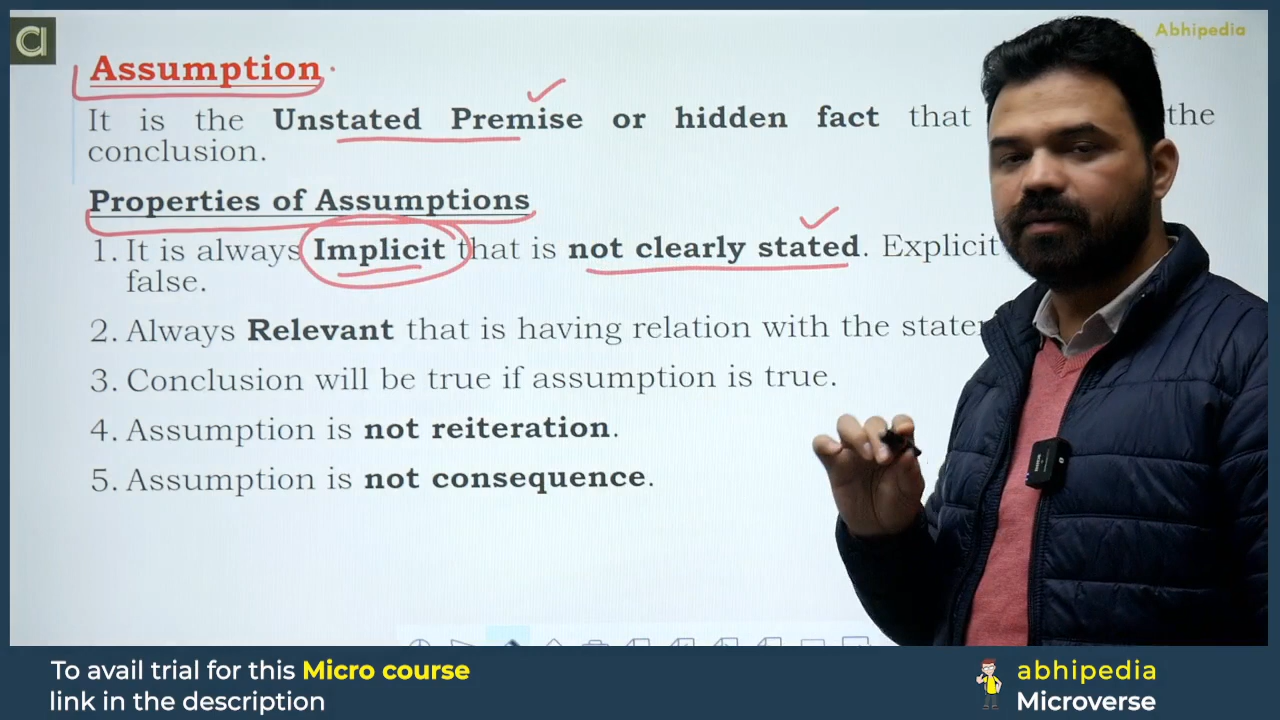 Abhipedia
Assumption
It is the Unstated Premise or hidden fact that the
conclusion.
Properties of Assumptions
1. It is always Implicit that is not clearly stated. Explicit
false.
2. Always Relevant that is having relation with the
3. Conclusion will be true if assumption is true.
4. Assumption is not reiteration.
5. Assumption is not consequence.
To avail trial for this Micro course
link in the description
abhipedia
Microverse